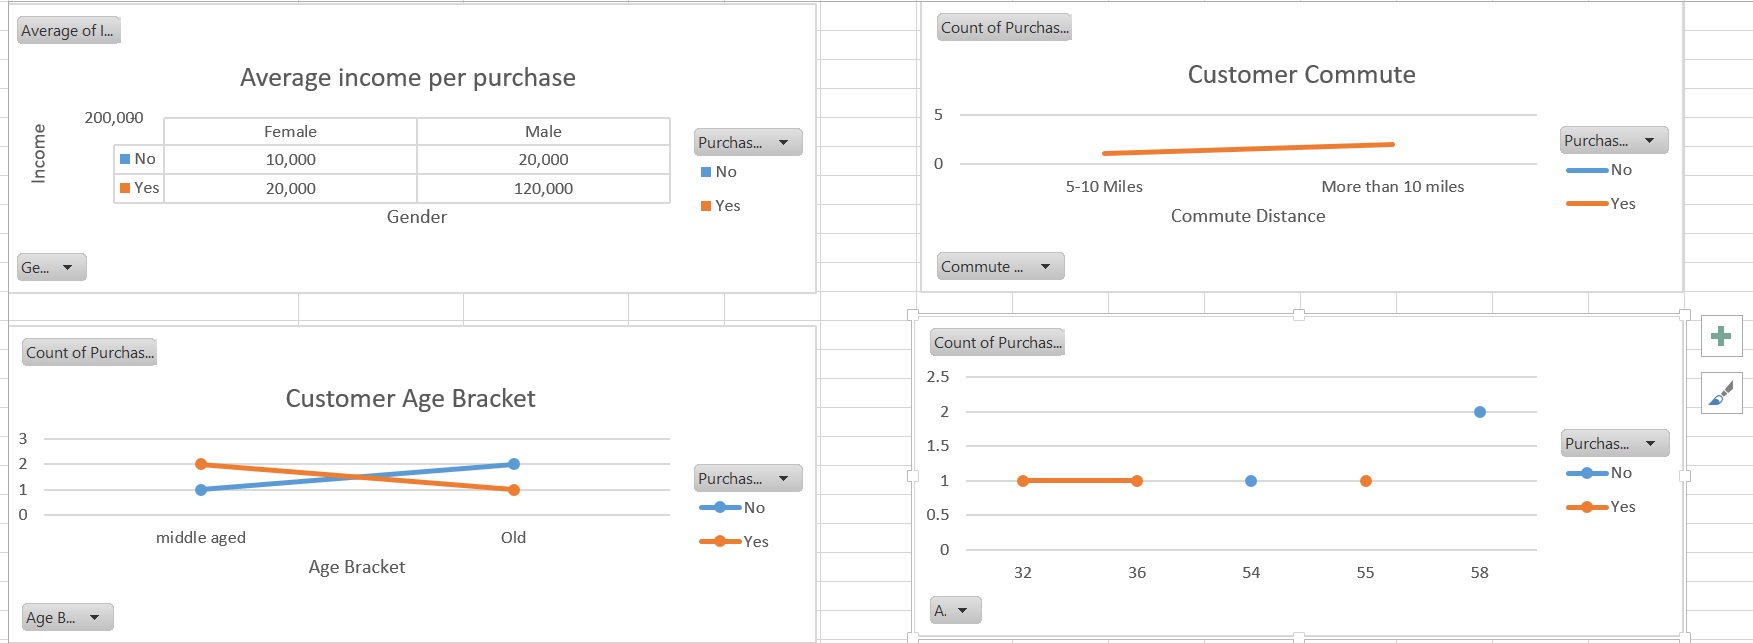 Average of I...
Average income per purchase
200,000
Income
Female Male
No 10,000 20,000
Yes 20,000 120,000
Gender
Purchas...
No
Yes
Ge...
Count of Purchas...
Customer Commute
5
0
5-10 Miles More than 10 miles
Commute Distance
Purchas...
No
Yes
Commute ...
Count of Purchas...
Customer Age Bracket
3
2
1
0
middle aged Old
Age Bracket
Purchas...
No
Yes
Age B...
Count of Purchas...
2.5
2
1.5
1
0.5
0
32 36 54 55 58
Purchas...
No
Yes
A.